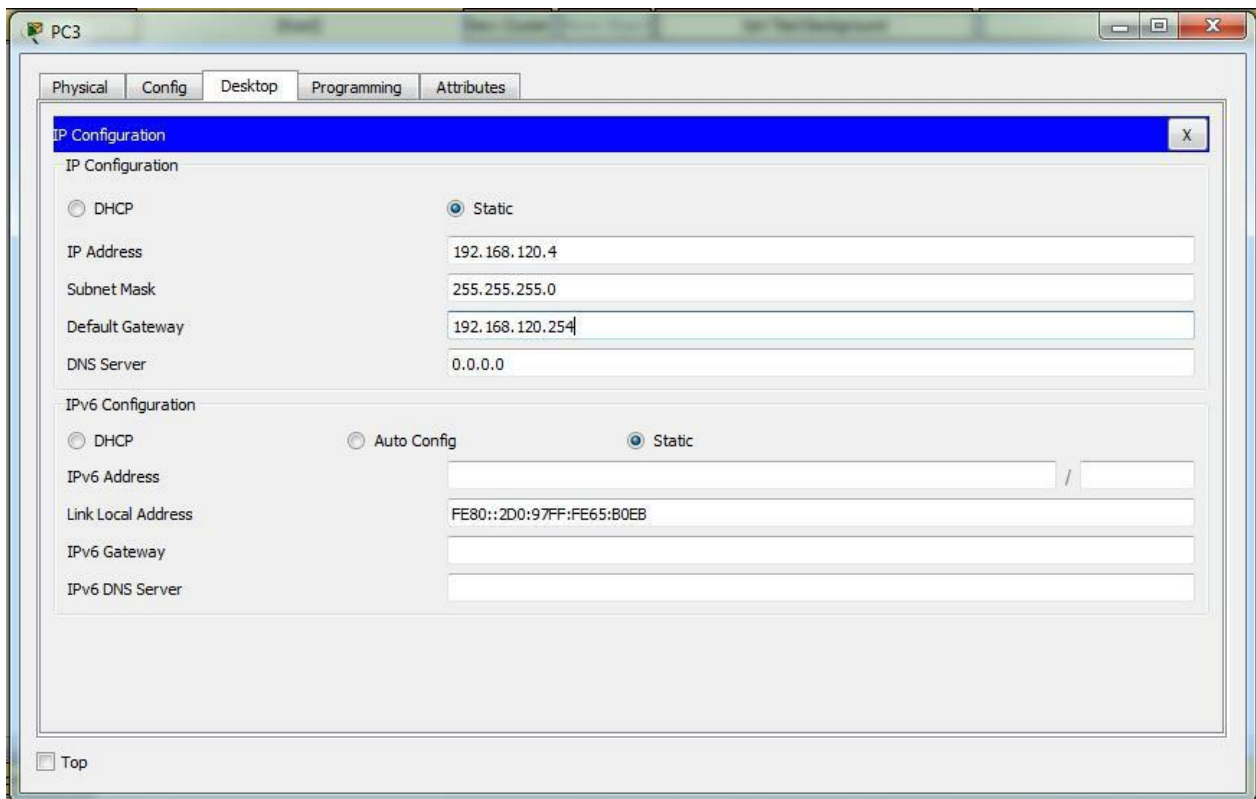 PC3
Physical Config Desktop Programming Attributes
IP Configuration X
IP Configuration
DHCP Static
IP Address 192.168.120.4
Subnet Mask 255.255.255.0
Default Gateway 192.168.120.254
DNS Server 0.0.0.0
IPv6 Configuration
DHCP Auto Config Static
IPv6 Address /
Link Local Address FE80::2D0:97FF:FE65:B0EB
IPv6 Gateway
IPv6 DNS Server
Top